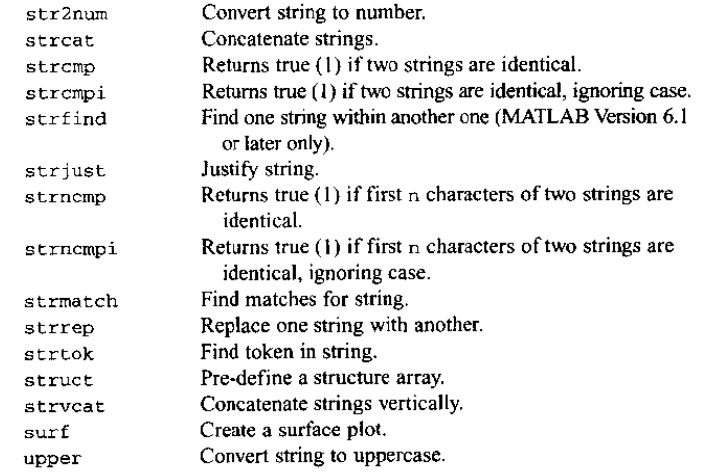 str2num Convert string to number.
strcat Concatenate strings.
strcmp Returns true (1) if two strings are identical.
strcmpi Returns true (1) if two strings are identical, ignoring case.
strfind Find one string within another one (MATLAB Version 6.1
or later only).
strjust Justify string.
strncmp Returns true (1) if first n characters of two strings are
identical.
strncmpi Returns true (1) if first n characters of two strings are
identical, ignoring case.
strmatch Find matches for string.
strrep Replace one string with another.
strtok Find token in string.
struct Pre-define a structure array.
strvcat Concatenate strings vertically.
surf Create a surface plot.
upper Convert string to uppercase.